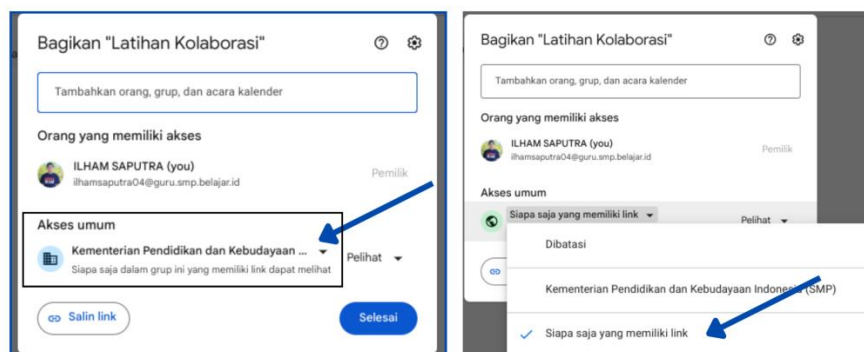 Bagikan "Latihan Kolaborasi"
Tambahkan orang, grup, dan acara kalender
Orang yang memiliki akses
ILHAM SAPUTRA (you)
ilhamsaputra04@guru.smp.belajar.id
Pemilik
Akses umum
Kementerian Pendidikan dan Kebudayaan ...
Siapa saja dalam grup ini yang memiliki link dapat melihat
Pelihat
Salin link
Selesai
Bagikan "Latihan Kolaborasi"
Tambahkan orang, grup, dan acara kalender
Orang yang memiliki akses
ILHAM SAPUTRA (you)
ilhamsaputra04@guru.smp.belajar.id
Pemilik
Akses umum
Siapa saja yang memiliki link
Pelihat
Dibatasi
Kementerian Pendidikan dan Kebudayaan Indonesia (SMP)
Siapa saja yang memiliki link